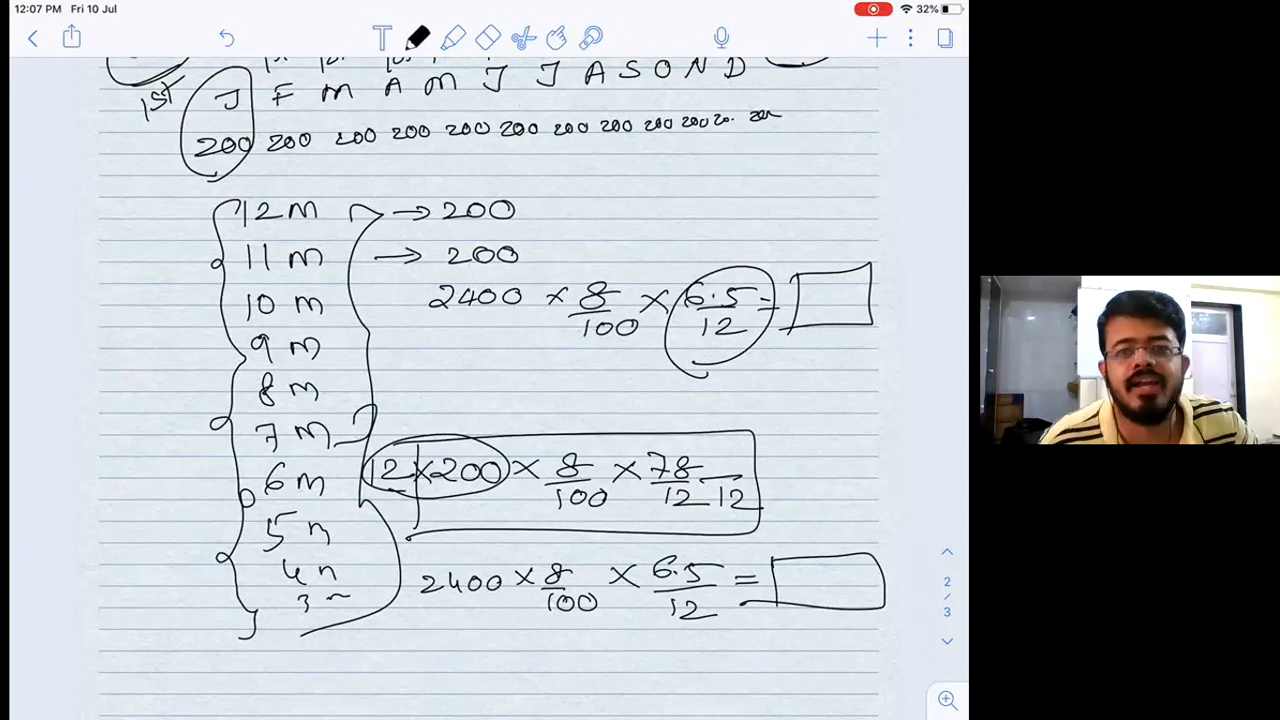 12:07 PM Fri 10 Jul
32%
1st
J F M A M J J A S O N D
200 200 200 200 200 200 200 200 200 200 20. 200
12 m → 200
11 m → 200
10 m
2400 × 8/100 × 6.5/12 =
9 m
8 m
7 m
12 × 200 × 8/100 × 78/12 12
6 m
5 m
4 m
2400 × 8/100 × 6.5/12 =
3 m
2
/
3